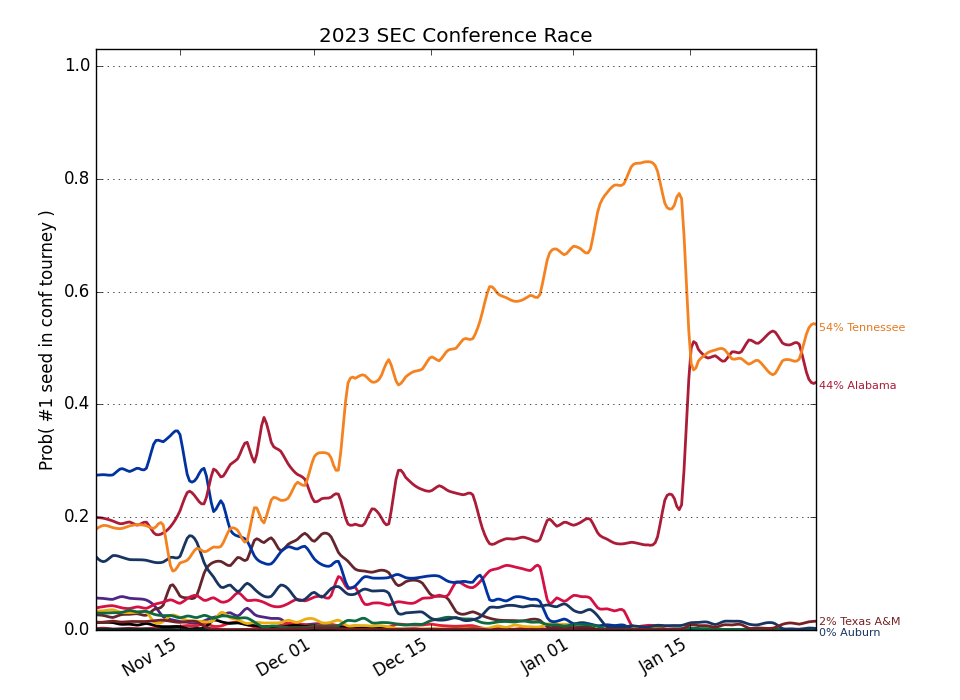 2023 SEC Conference Race
Prob( #1 seed in conf tourney )
1.0
0.8
0.6
0.4
0.2
0.0
Nov 15
Dec 01
Dec 15
Jan 01
Jan 15
54% Tennessee
44% Alabama
2% Texas A&M
0% Auburn